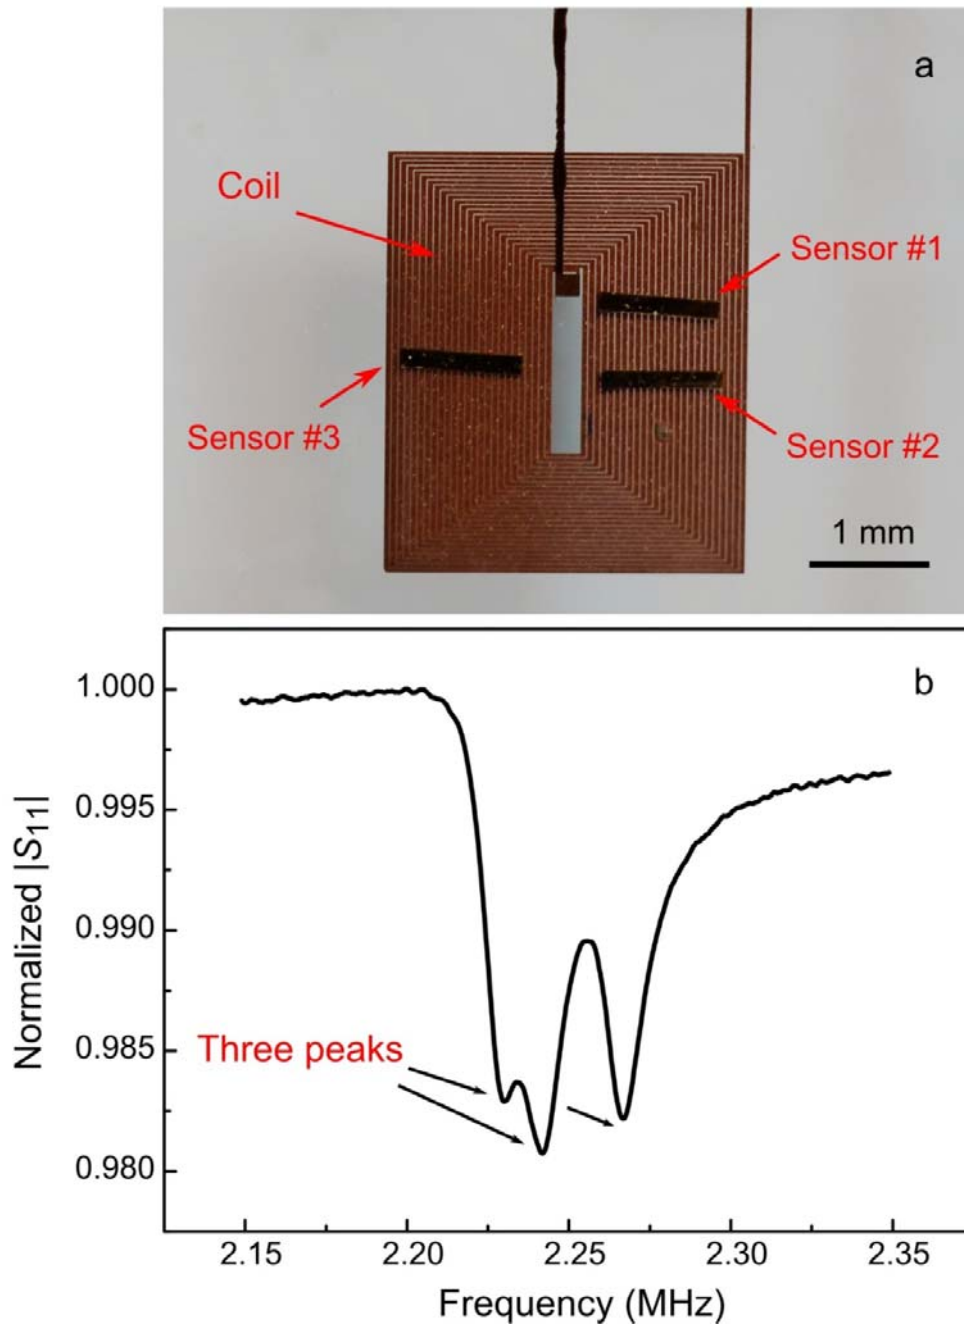 a
Coil
Sensor #1
Sensor #3
Sensor #2
1 mm
b
1.000
0.995
0.990
0.985
0.980
Normalized |S11|
Three peaks
2.15 2.20 2.25 2.30 2.35
Frequency (MHz)